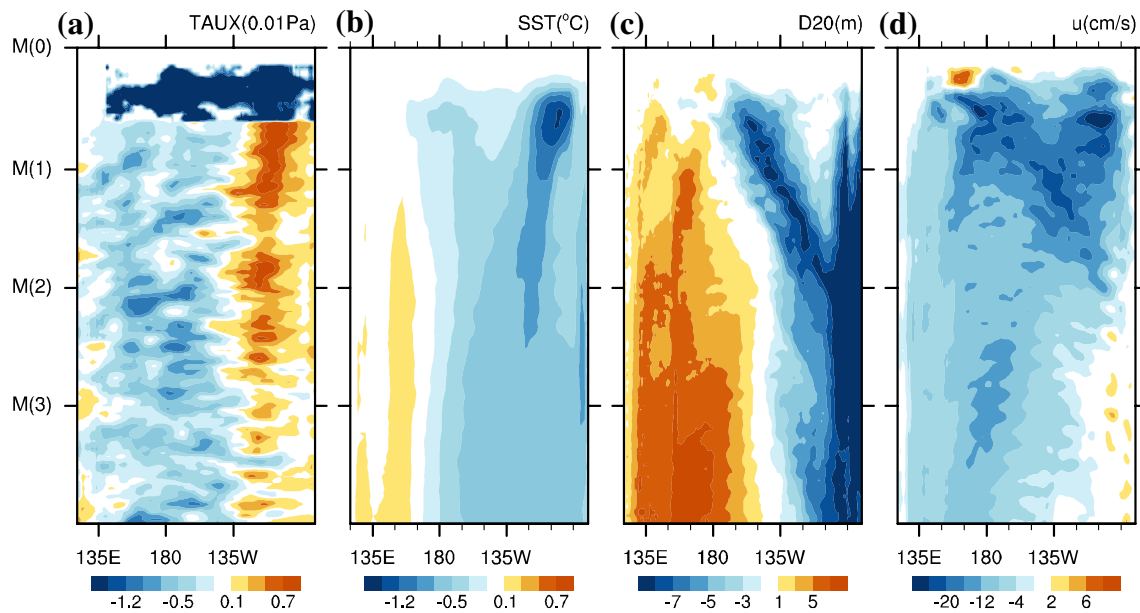 (a) TAUX(0.01Pa) (b) SST(°C) (c) D20(m) (d) u(cm/s)
M(0)
M(1)
M(2)
M(3)
135E 180 135W 135E 180 135W 135E 180 135W 135E 180 135W
-1.2 -0.5 0.1 0.7 -1.2 -0.5 0.1 0.7 -7 -5 -3 1 5 -20 -12 -4 2 6